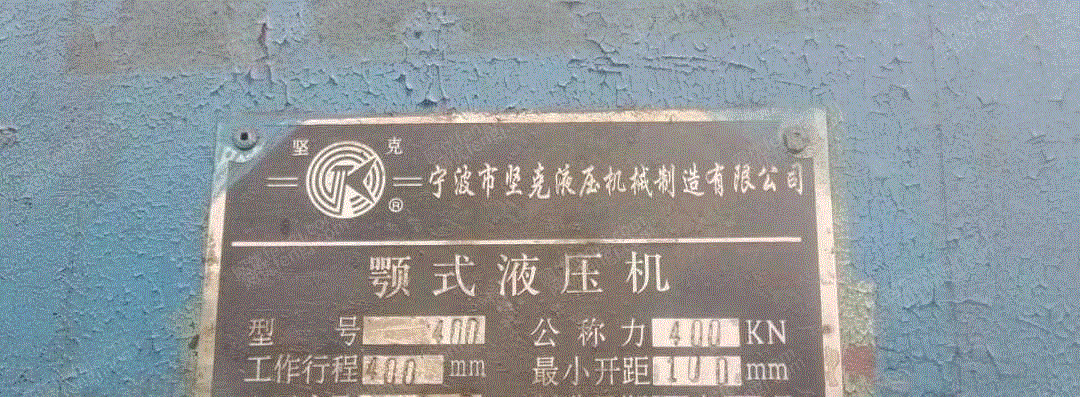 坚 克 ®
宁波市坚克液压机械制造有限公司
颚式液压机
型号 400 公称力 400 KN
工作行程 400 mm 最小开距 100 mm